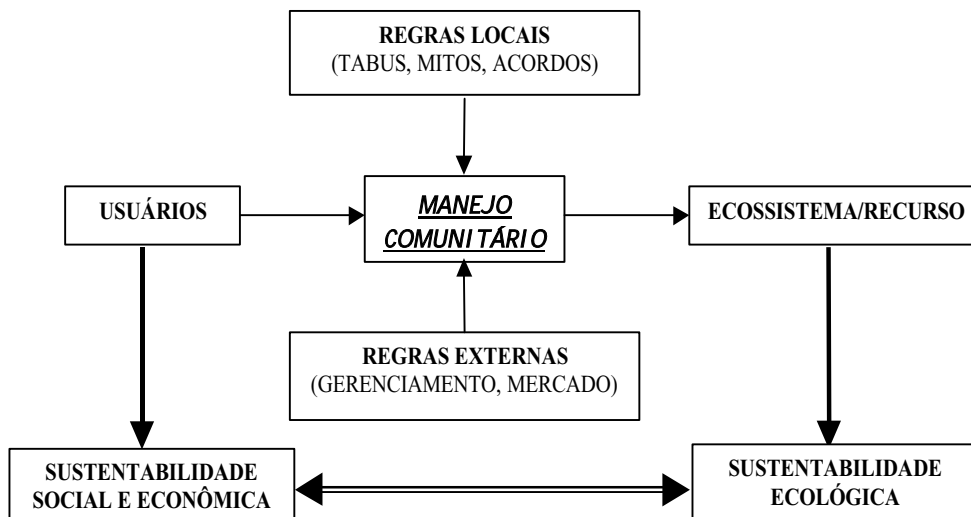 REGRAS LOCAIS
(TABUS, MITOS, ACORDOS)
USUÁRIOS
MANEJO
COMUNITÁRIO
ECOSSISTEMA/RECURSO
REGRAS EXTERNAS
(GERENCIAMENTO, MERCADO)
SUSTENTABILIDADE
SOCIAL E ECONÔMICA
SUSTENTABILIDADE
ECOLÓGICA